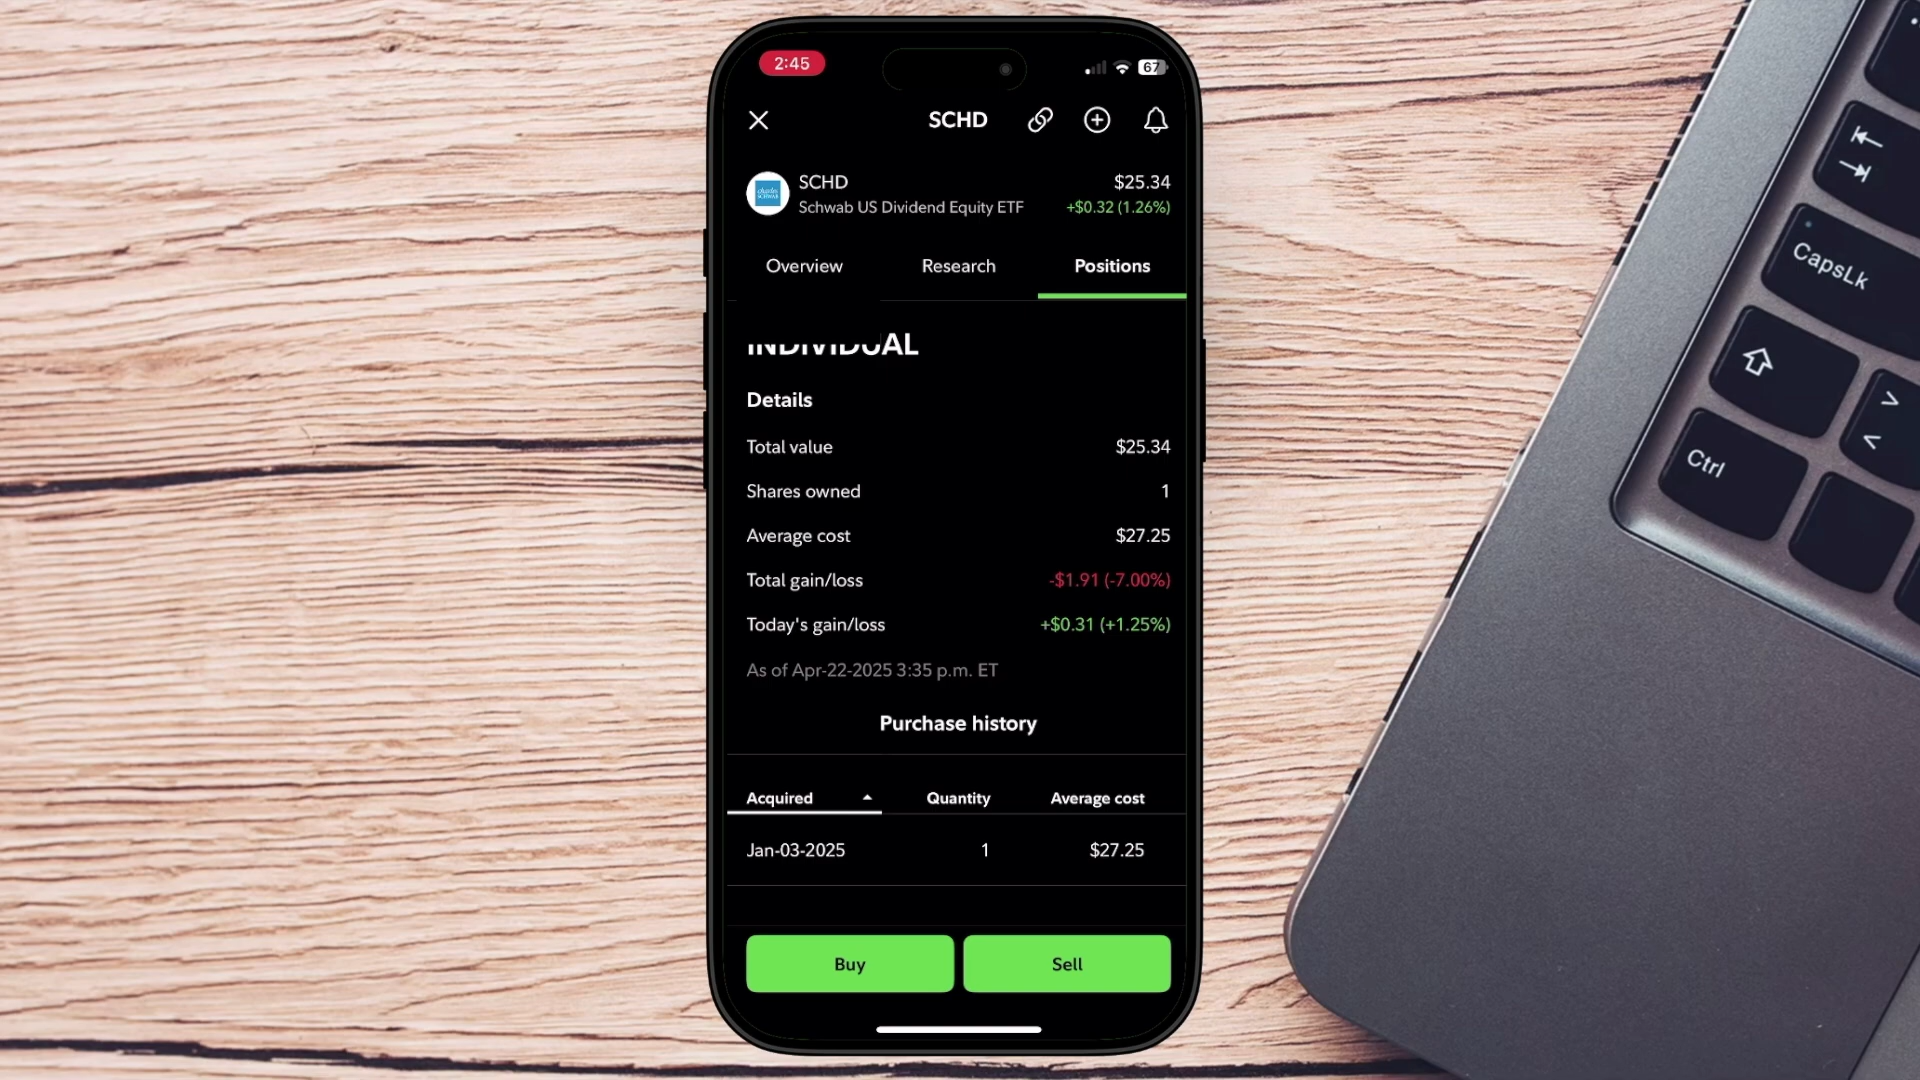 2:45
67
SCHD
SCHD
$25.34
Schwab US Dividend Equity ETF
+$0.32 (1.26%)
Overview Research Positions
INDIVIDUAL
Details
Total value $25.34
Shares owned 1
Average cost $27.25
Total gain/loss -$1.91 (-7.00%)
Today's gain/loss +$0.31 (+1.25%)
As of Apr-22-2025 3:35 p.m. ET
Purchase history
Acquired Quantity Average cost
Jan-03-2025 1 $27.25
Buy Sell
CapsLk
>
<
Ctrl